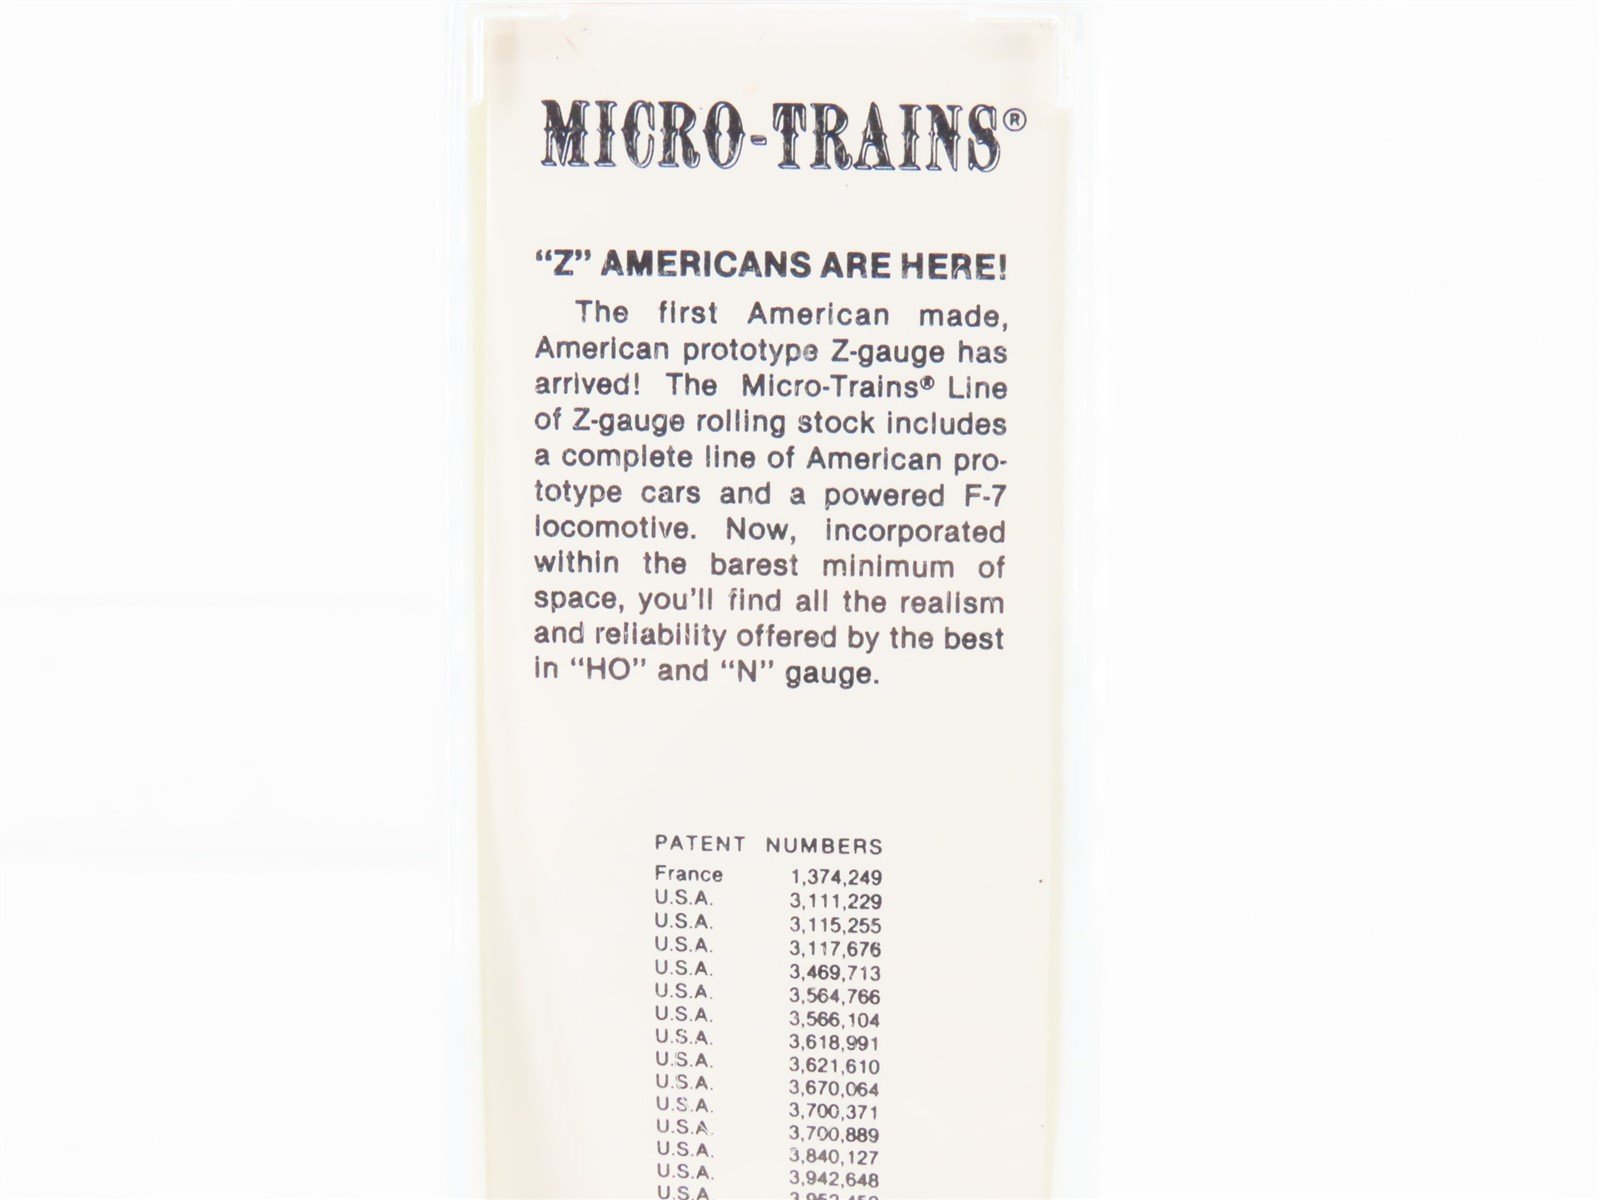 MICRO-TRAINS®
“Z” AMERICANS ARE HERE!
The first American made,
American prototype Z-gauge has
arrived! The Micro-Trains® Line
of Z-gauge rolling stock includes
a complete line of American pro-
totype cars and a powered F-7
locomotive. Now, incorporated
within the barest minimum of
space, you'll find all the realism
and reliability offered by the best
in “HO” and “N” gauge.
PATENT NUMBERS
France 1,374,249
U.S.A. 3,111,229
U.S.A. 3,115,255
U.S.A. 3,117,676
U.S.A. 3,469,713
U.S.A. 3,564,766
U.S.A. 3,566,104
U.S.A. 3,618,991
U.S.A. 3,621,610
U.S.A. 3,670,064
U.S.A. 3,700,371
U.S.A. 3,700,889
U.S.A. 3,840,127
U.S.A. 3,942,648
U.S.A.